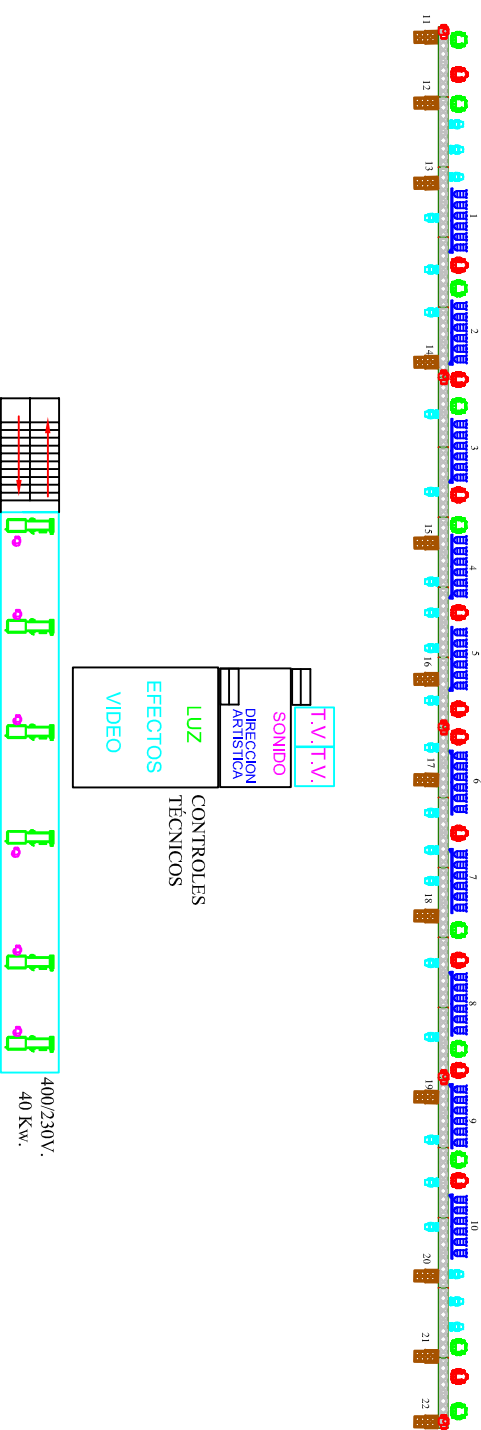 11
12
13
1
2
14
3
15
4
5
16
6
17
7
18
8
19
9
10
20
21
22
T.V. T.V.
SONIDO
DIRECCION
ARTISTICA
LUZ
EFECTOS
VIDEO
CONTROLES
TÉCNICOS
400/230V.
40 Kw.